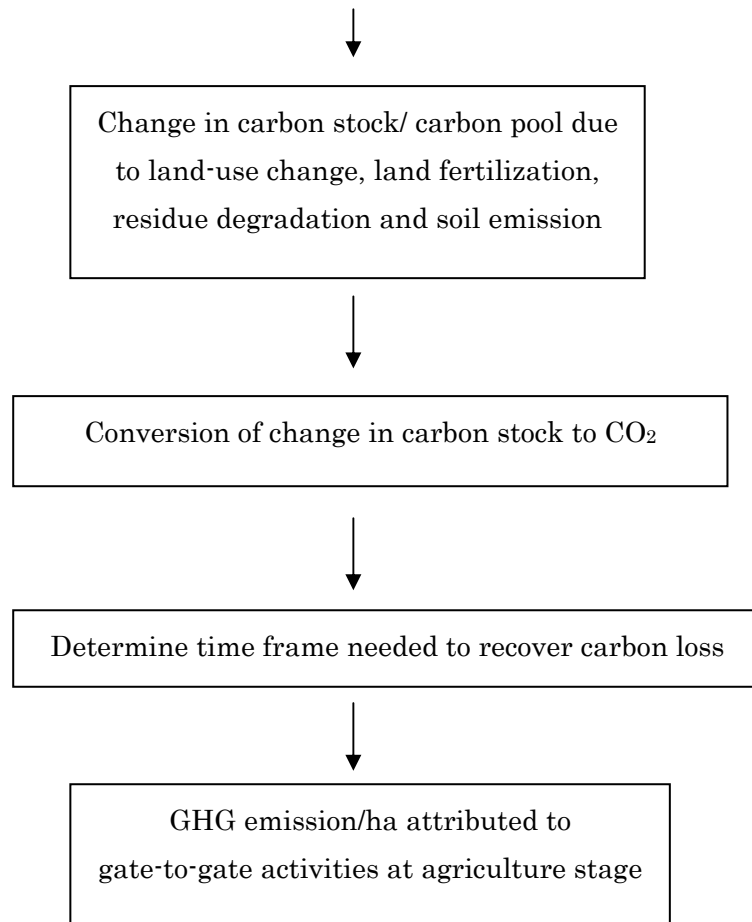 Change in carbon stock/ carbon pool due
to land-use change, land fertilization,
residue degradation and soil emission
Conversion of change in carbon stock to CO₂
Determine time frame needed to recover carbon loss
GHG emission/ha attributed to
gate-to-gate activities at agriculture stage